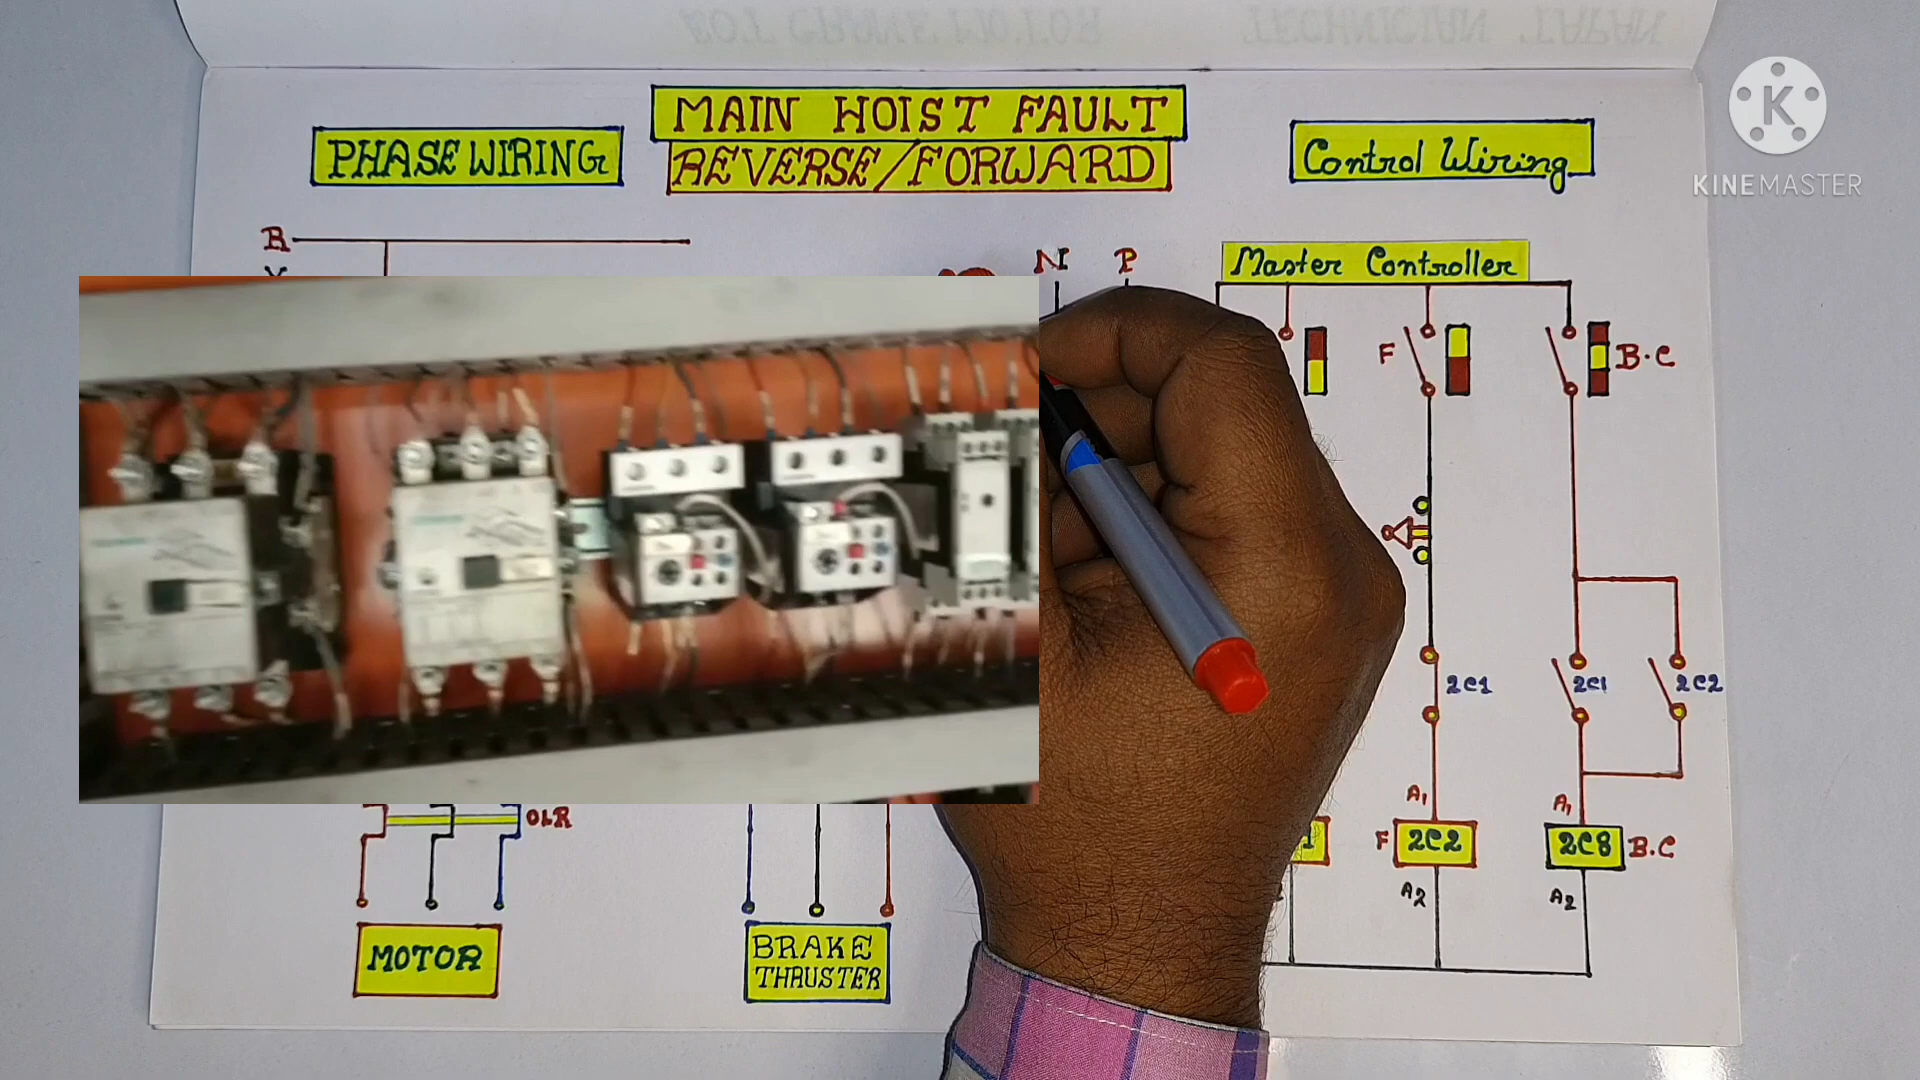 MAIN HOIST FAULT
REVERSE/FORWARD
PHASE WIRING
Control Wiring
KINEMASTER
R
N P
Master Controller
F
B.C
2C1
2C1
2C2
A1
A1
OLR
F 2C2
2C8 B.C
A2
A2
MOTOR
BRAKE
THRUSTER